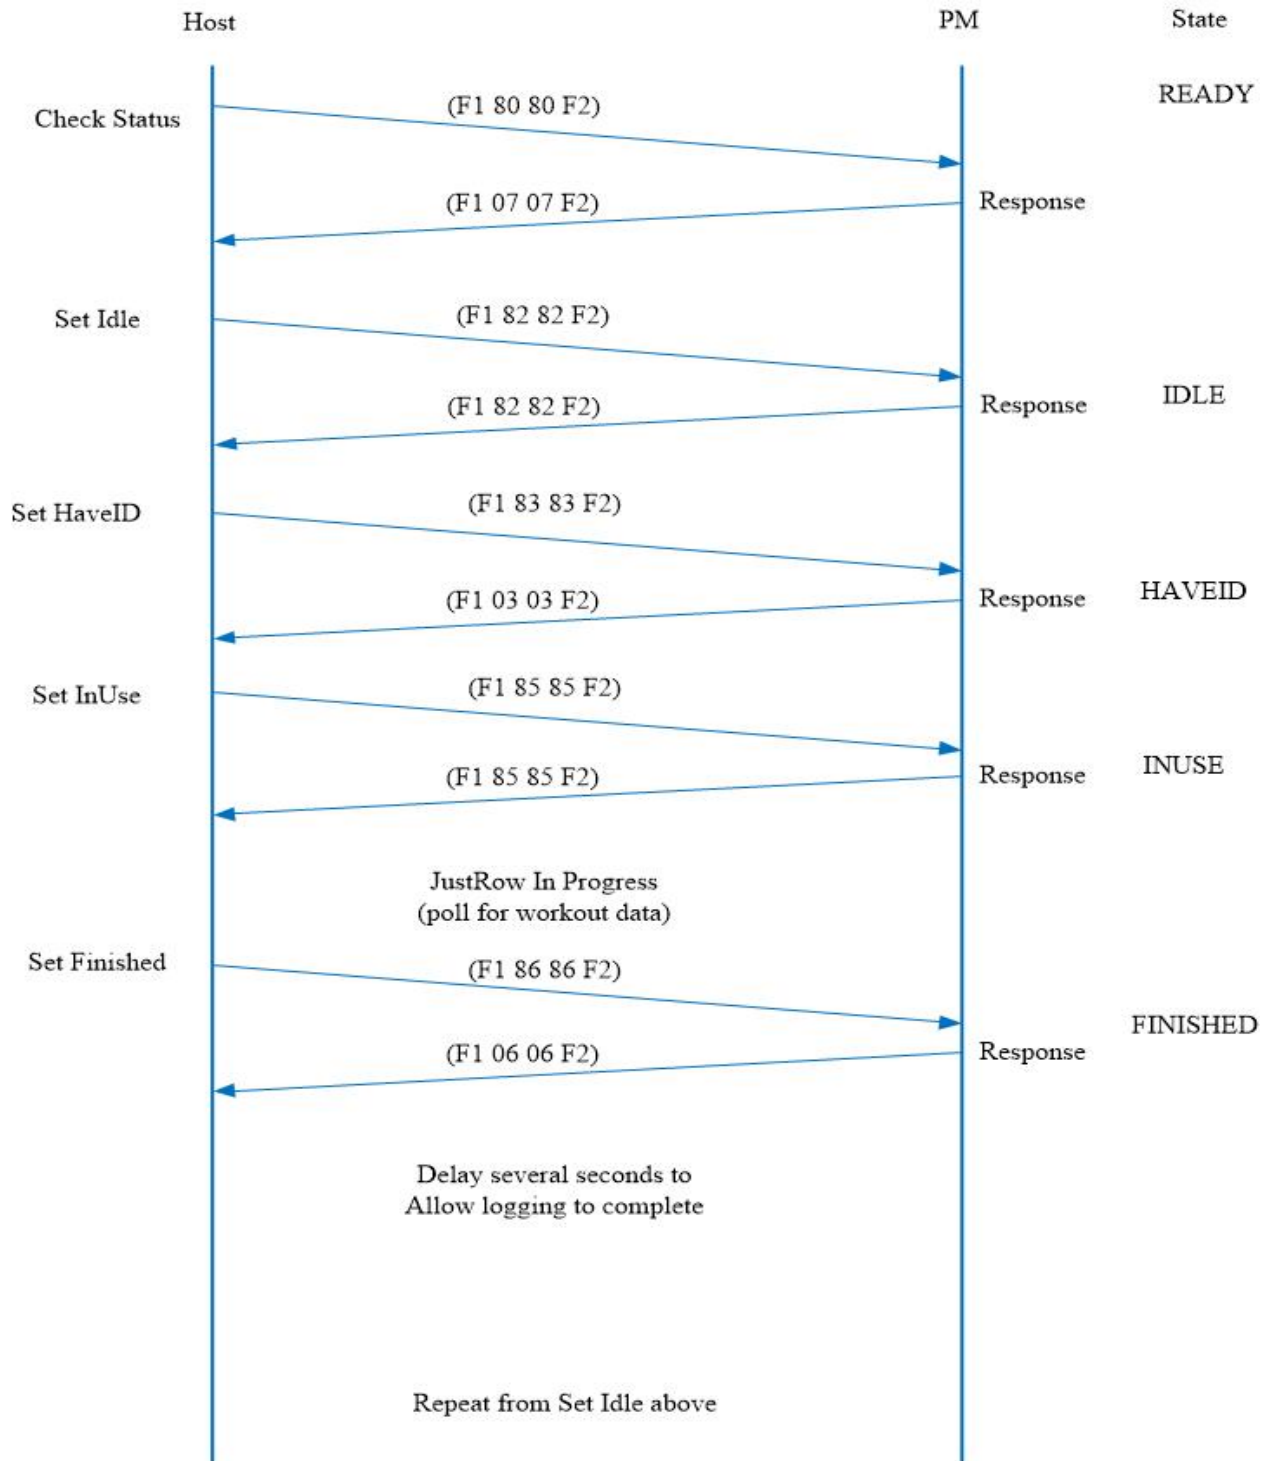 Host PM State
READY
Check Status (F1 80 80 F2)
(F1 07 07 F2) Response
Set Idle (F1 82 82 F2)
IDLE
(F1 82 82 F2) Response
Set HaveID (F1 83 83 F2)
HAVEID
(F1 03 03 F2) Response
Set InUse (F1 85 85 F2)
INUSE
(F1 85 85 F2) Response
JustRow In Progress
(poll for workout data)
Set Finished (F1 86 86 F2)
FINISHED
(F1 06 06 F2) Response
Delay several seconds to
Allow logging to complete
Repeat from Set Idle above